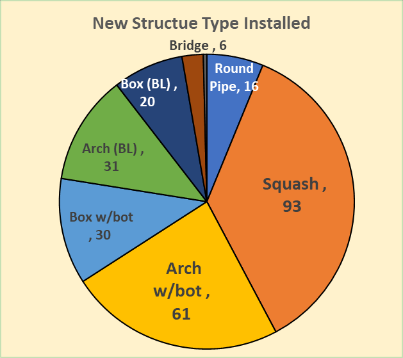 New Structue Type Installed
Bridge , 6
Round
Pipe, 16
Squash ,
93
Arch
w/bot ,
61
Box w/bot
, 30
Arch (BL) ,
31
Box (BL) ,
20